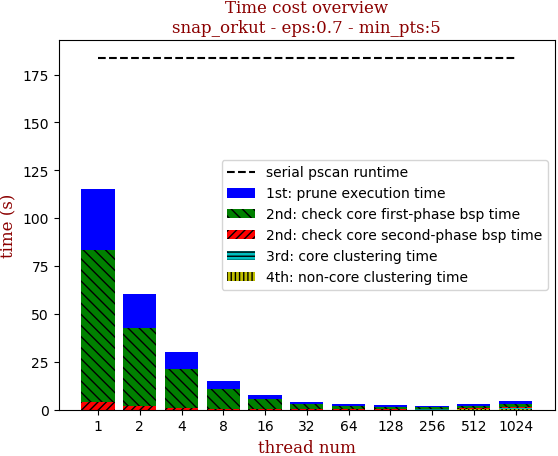 Time cost overview
snap_orkut - eps:0.7 - min_pts:5
time (s)
175
150
125
100
75
50
25
0
serial pscan runtime
1st: prune execution time
2nd: check core first-phase bsp time
2nd: check core second-phase bsp time
3rd: core clustering time
4th: non-core clustering time
1 2 4 8 16 32 64 128 256 512 1024
thread num